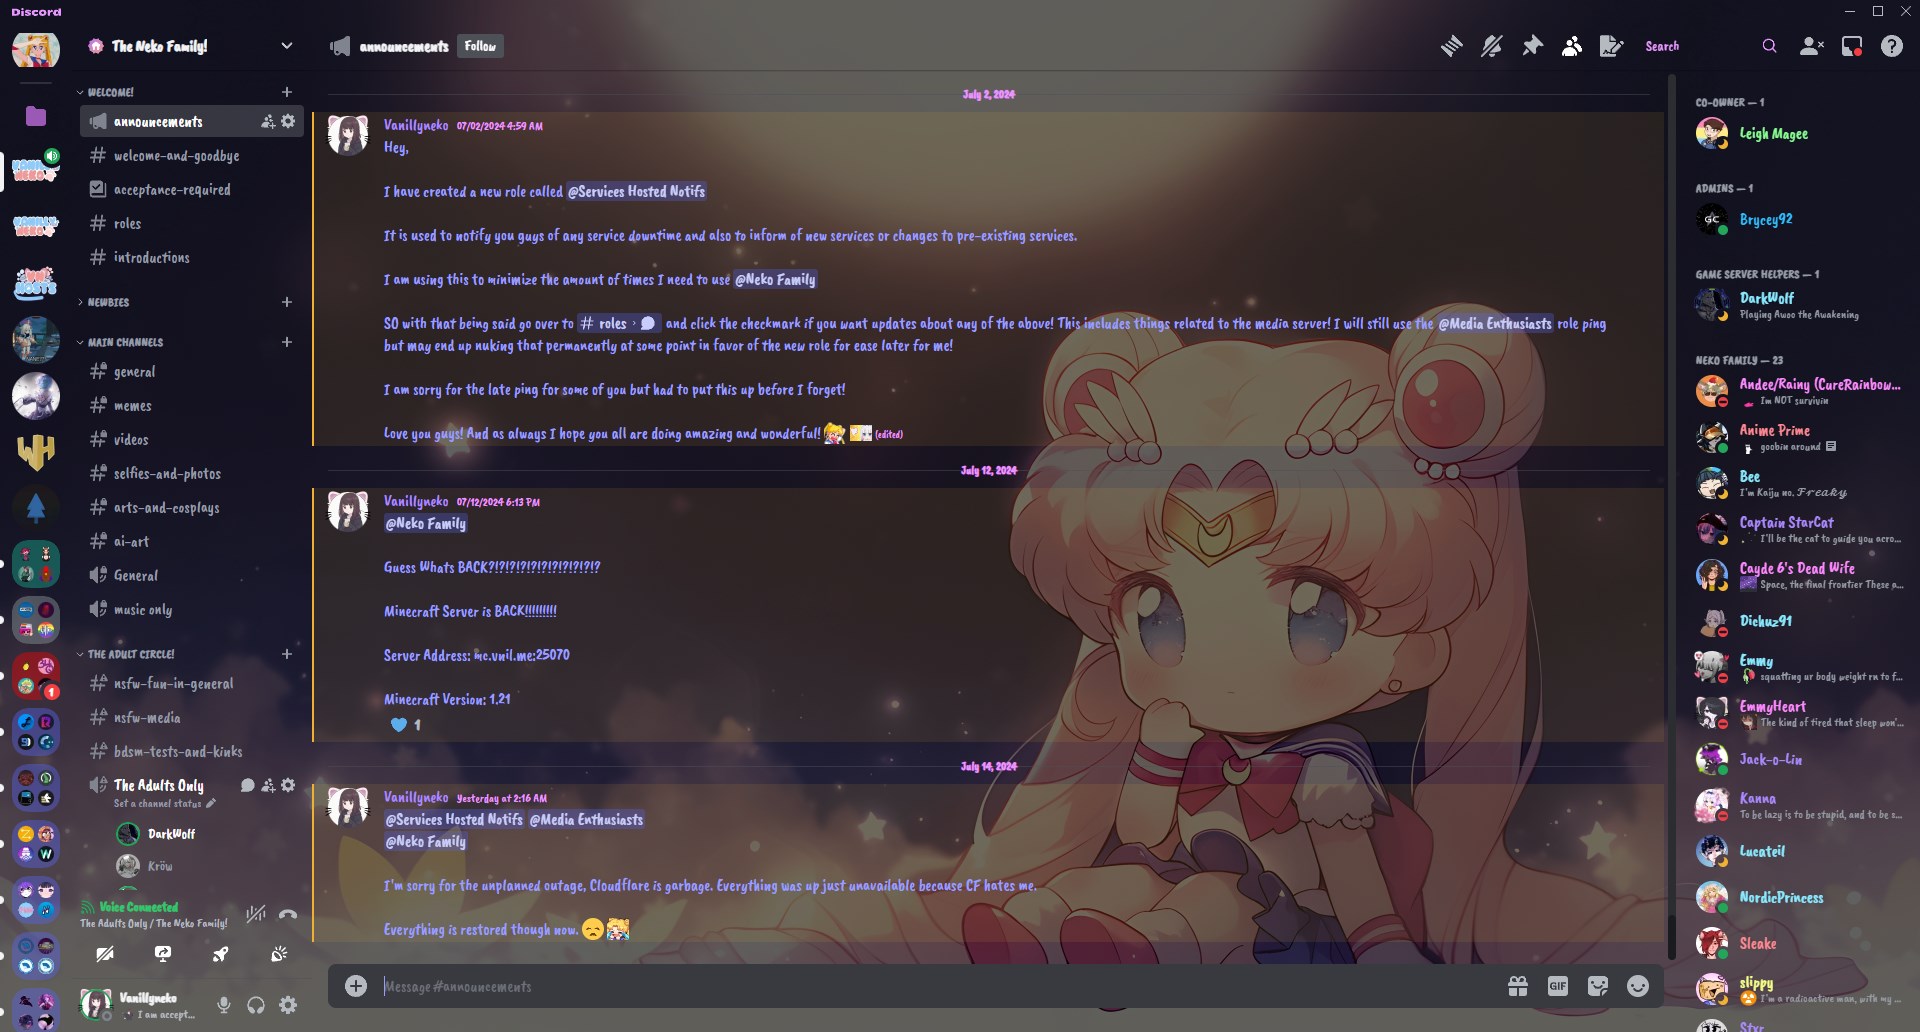 Discord
The Neko Family!
announcements
Follow
Search
WELCOME!
announcements
welcome-and-goodbye
acceptance-required
roles
introductions
NEWBIES
MAIN CHANNELS
general
memes
videos
selfies-and-photos
arts-and-cosplays
ai-art
General
music only
THE ADULT CIRCLE!
nsfw-fun-in-general
nsfw-media
bdsm-tests-and-kinks
The Adults Only
Set a channel status
DarkWolf
Kröw
Voice Connected
The Adults Only / The Neko Family!
Vanillyneko
I am accept...
July 2, 2024
Vanillyneko 07/02/2024 4:59 AM
Hey,
I have created a new role called @Services Hosted Notifs
It is used to notify you guys of any service downtime and also to inform of new services or changes to pre-existing services.
I am using this to minimize the amount of times I need to use @Neko Family
SO with that being said go over to # roles › and click the checkmark if you want updates about any of the above! This includes things related to the media server! I will still use the @Media Enthusiasts role ping
but may end up nuking that permanently at some point in favor of the new role for ease later for me!
I am sorry for the late ping for some of you but had to put this up before I forget!
Love you guys! And as always I hope you all are doing amazing and wonderful! (edited)
July 12, 2024
Vanillyneko 07/12/2024 6:13 PM
@Neko Family
Guess Whats BACK?!?!?!?!?!?!?!?!?!?!?
Minecraft Server is BACK!!!!!!!!!
Server Address: mc.vnil.me:25070
Minecraft Version: 1.21
1
July 14, 2024
Vanillyneko Yesterday at 2:16 AM
@Services Hosted Notifs @Media Enthusiasts
@Neko Family
I'm sorry for the unplanned outage, Cloudflare is garbage. Everything was up just unavailable because CF hates me.
Everything is restored though now.
Message #announcements
GIF
CO-OWNER — 1
Leigh Magee
ADMINS — 1
GC
Brycey92
GAME SERVER HELPERS — 1
DarkWolf
Playing Awoo the Awakening
NEKO FAMILY — 23
Andee/Rainy (CureRainbow...
Im NOT survivin
Anime Prime
goobin around
Bee
I'm Kaiju no. Freaky
Captain StarCat
I'll be the cat to guide you acro...
Cayde 6's Dead Wife
Space, the final frontier These a...
Dichuz91
Emmy
squatting ur body weight rn to f...
EmmyHeart
The kind of tired that sleep won'...
Jack-o-Lin
Kanna
To be lazy is to be stupid, and to be s...
Lucateil
NordicPrincess
Sleake
slippy
I'm a radioactive man, with my ...
Styr